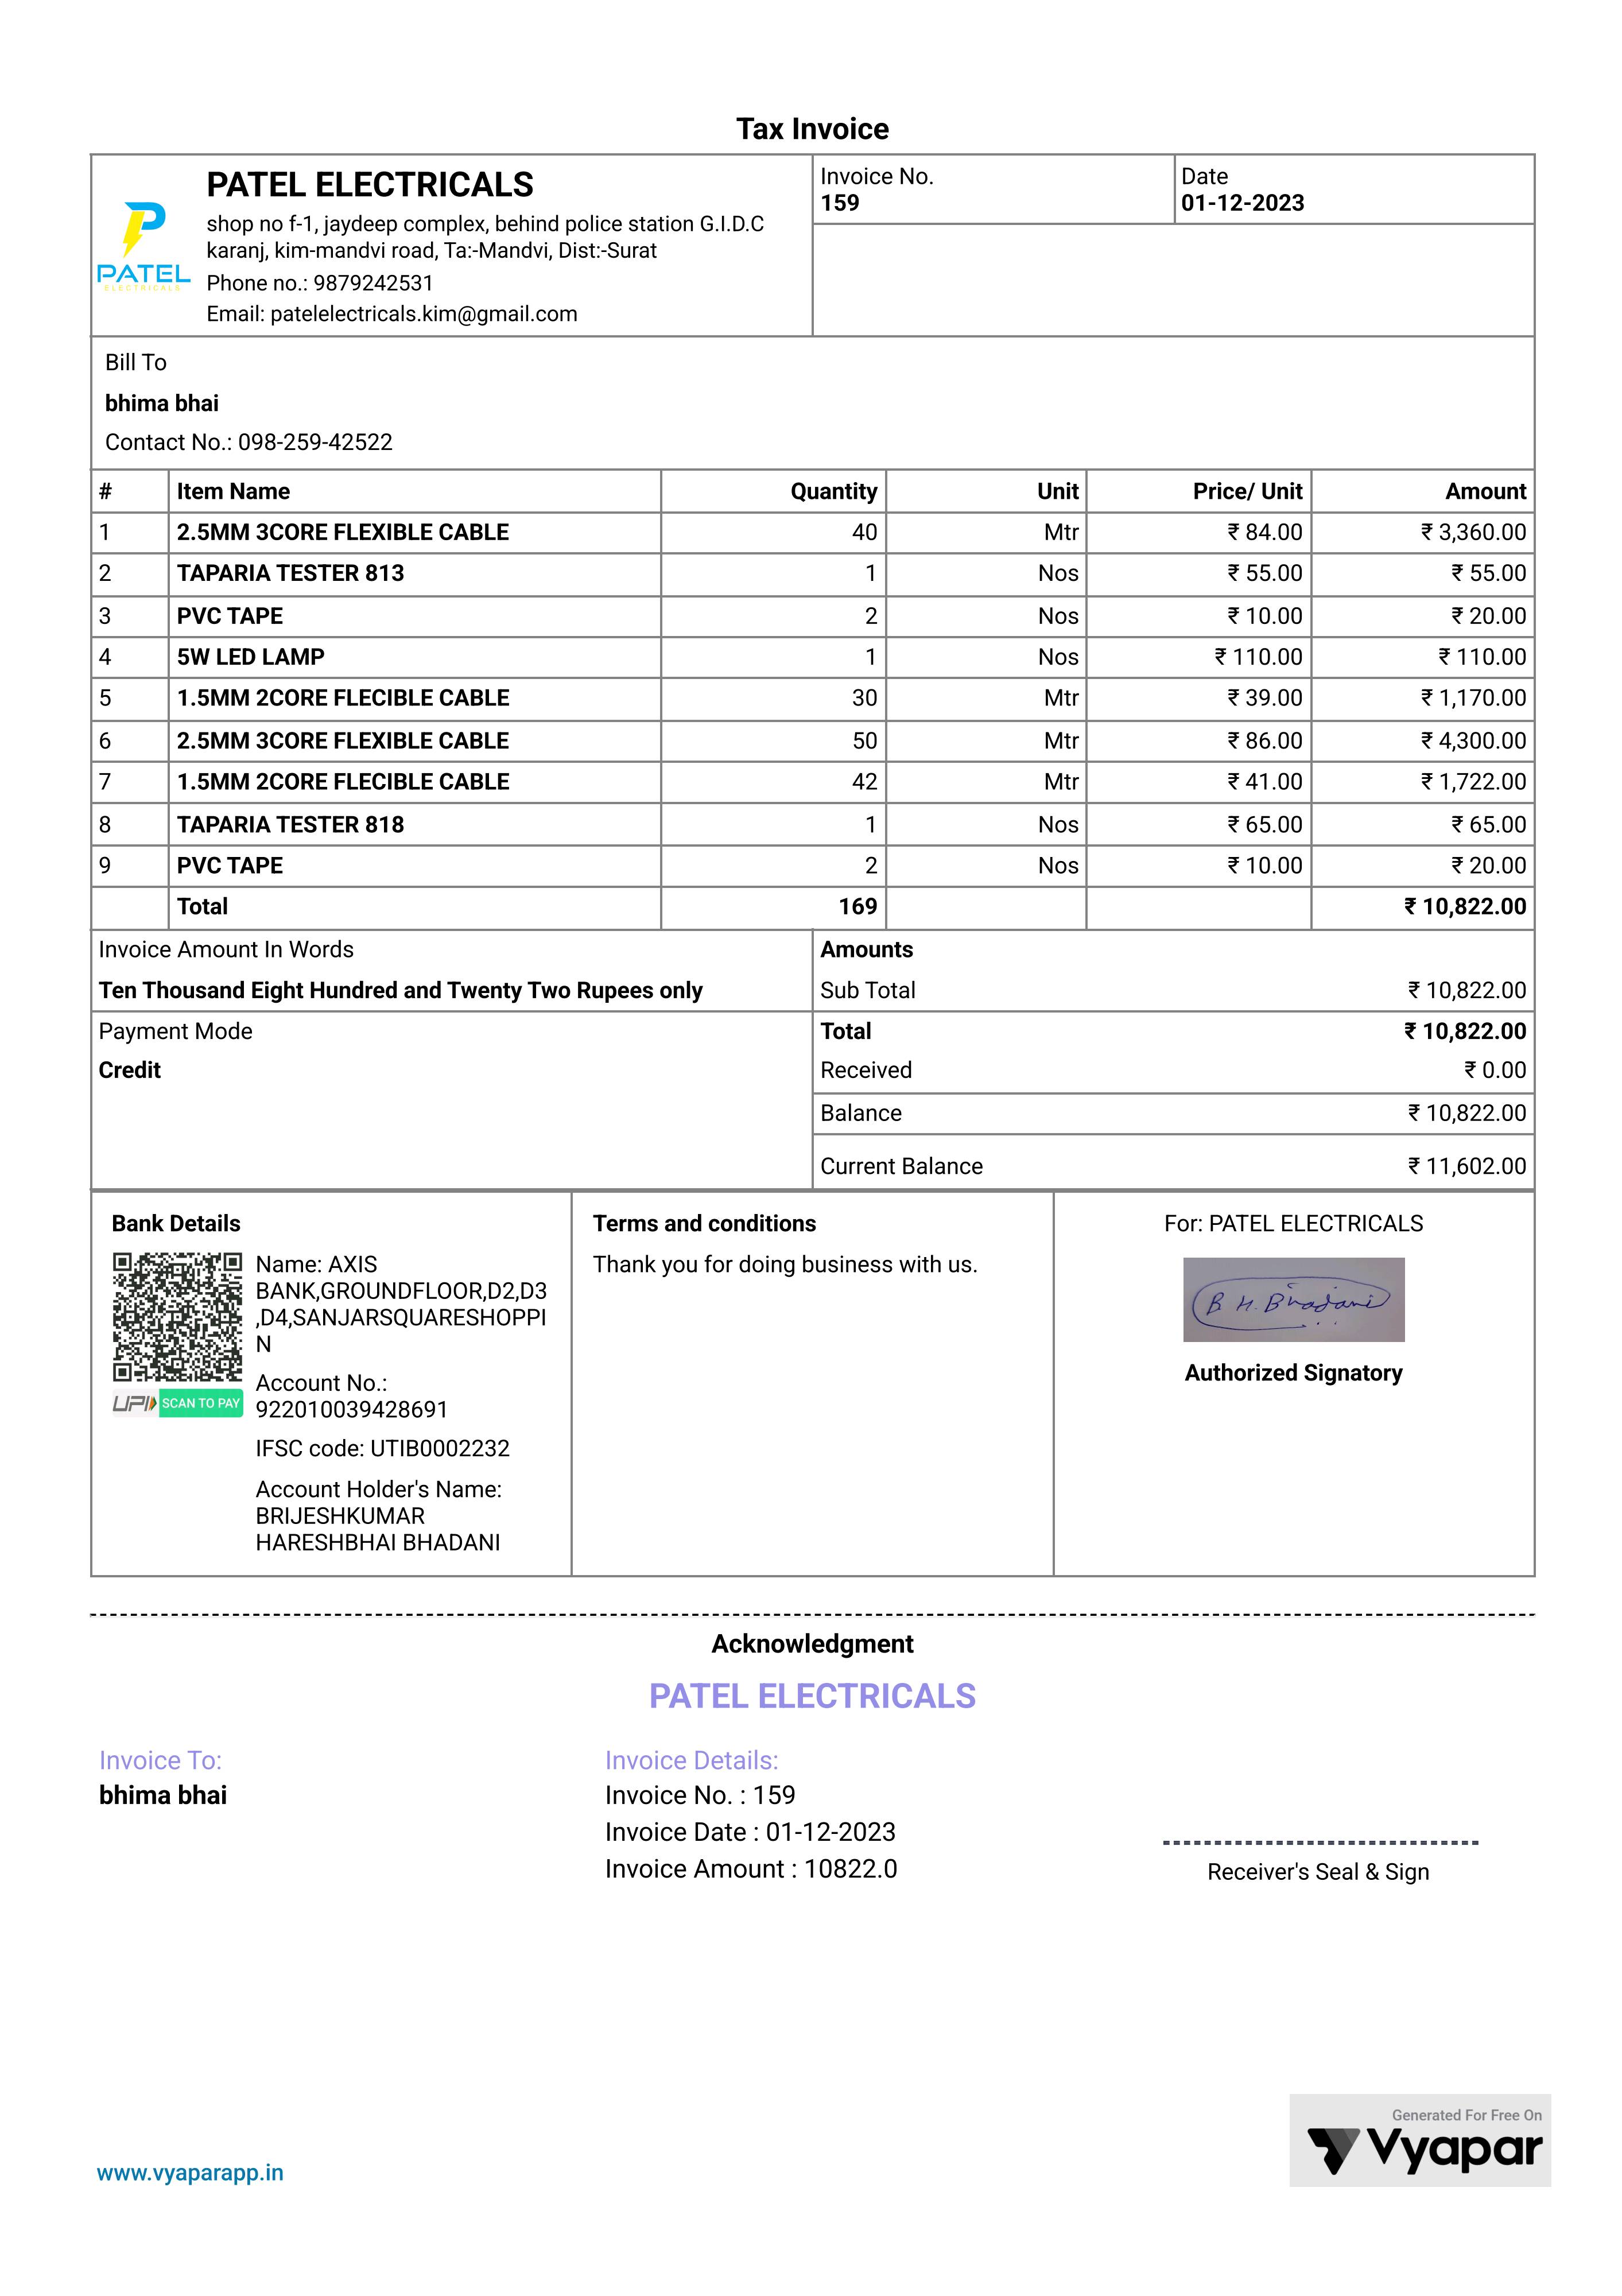 Tax Invoice
PATEL ELECTRICALS
shop no f-1, jaydeep complex, behind police station G.I.D.C
karanj, kim-mandvi road, Ta:-Mandvi, Dist:-Surat
Phone no.: 9879242531
Email: patelelectricals.kim@gmail.com
PATEL
ELECTRICALS
Invoice No.
159
Date
01-12-2023
Bill To
bhima bhai
Contact No.: 098-259-42522
# Item Name Quantity Unit Price/ Unit Amount
1 2.5MM 3CORE FLEXIBLE CABLE 40 Mtr ₹ 84.00 ₹ 3,360.00
2 TAPARIA TESTER 813 1 Nos ₹ 55.00 ₹ 55.00
3 PVC TAPE 2 Nos ₹ 10.00 ₹ 20.00
4 5W LED LAMP 1 Nos ₹ 110.00 ₹ 110.00
5 1.5MM 2CORE FLECIBLE CABLE 30 Mtr ₹ 39.00 ₹ 1,170.00
6 2.5MM 3CORE FLEXIBLE CABLE 50 Mtr ₹ 86.00 ₹ 4,300.00
7 1.5MM 2CORE FLECIBLE CABLE 42 Mtr ₹ 41.00 ₹ 1,722.00
8 TAPARIA TESTER 818 1 Nos ₹ 65.00 ₹ 65.00
9 PVC TAPE 2 Nos ₹ 10.00 ₹ 20.00
Total 169 ₹ 10,822.00
Invoice Amount In Words
Ten Thousand Eight Hundred and Twenty Two Rupees only
Payment Mode
Credit
Amounts
Sub Total ₹ 10,822.00
Total ₹ 10,822.00
Received ₹ 0.00
Balance ₹ 10,822.00
Current Balance ₹ 11,602.00
Bank Details
Name: AXIS
BANK,GROUNDFLOOR,D2,D3
,D4,SANJARSQUARESHOPPI
N
Account No.:
922010039428691
IFSC code: UTIB0002232
Account Holder's Name:
BRIJESHKUMAR
HARESHBHAI BHADANI
UPI SCAN TO PAY
Terms and conditions
Thank you for doing business with us.
For: PATEL ELECTRICALS
B. H. Bhadani
Authorized Signatory
Acknowledgment
PATEL ELECTRICALS
Invoice To:
bhima bhai
Invoice Details:
Invoice No. : 159
Invoice Date : 01-12-2023
Invoice Amount : 10822.0
Receiver's Seal & Sign
Generated For Free On
Vyapar
www.vyaparapp.in